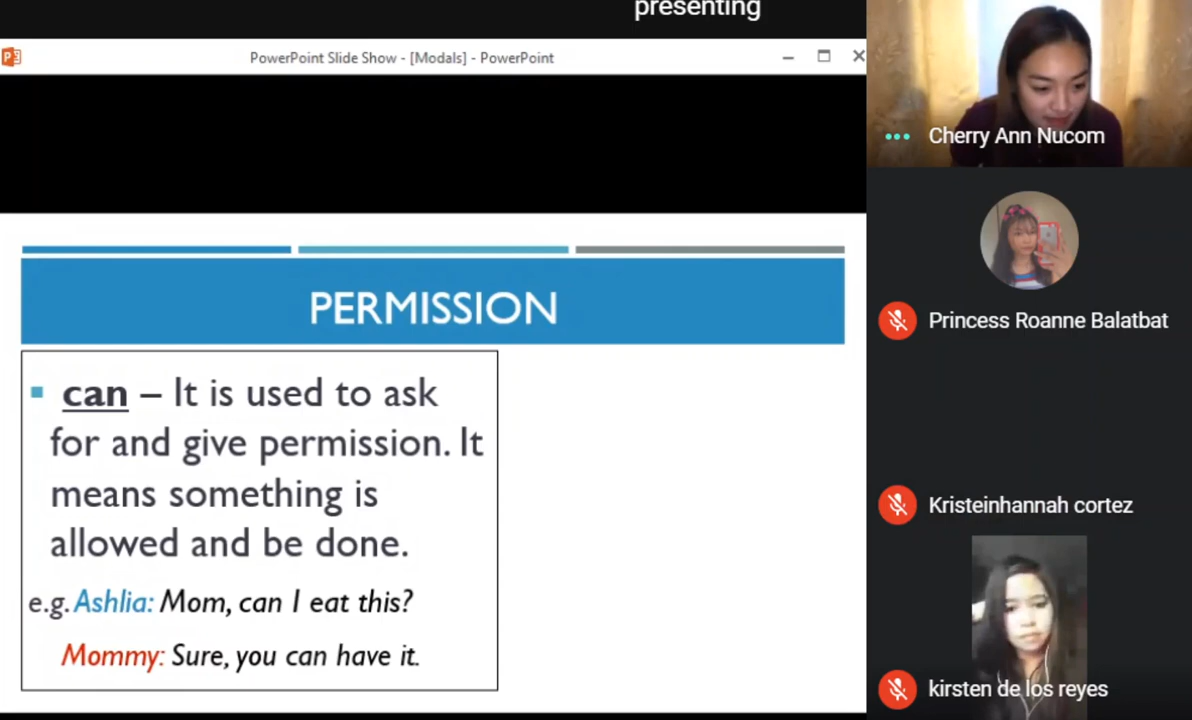 presenting
PowerPoint Slide Show - [Modals] - PowerPoint
PERMISSION
can – It is used to ask
for and give permission. It
means something is
allowed and be done.
e.g. Ashlia: Mom, can I eat this?
Mommy: Sure, you can have it.
Cherry Ann Nucom
Princess Roanne Balatbat
Kristeinhannah cortez
kirsten de los reyes